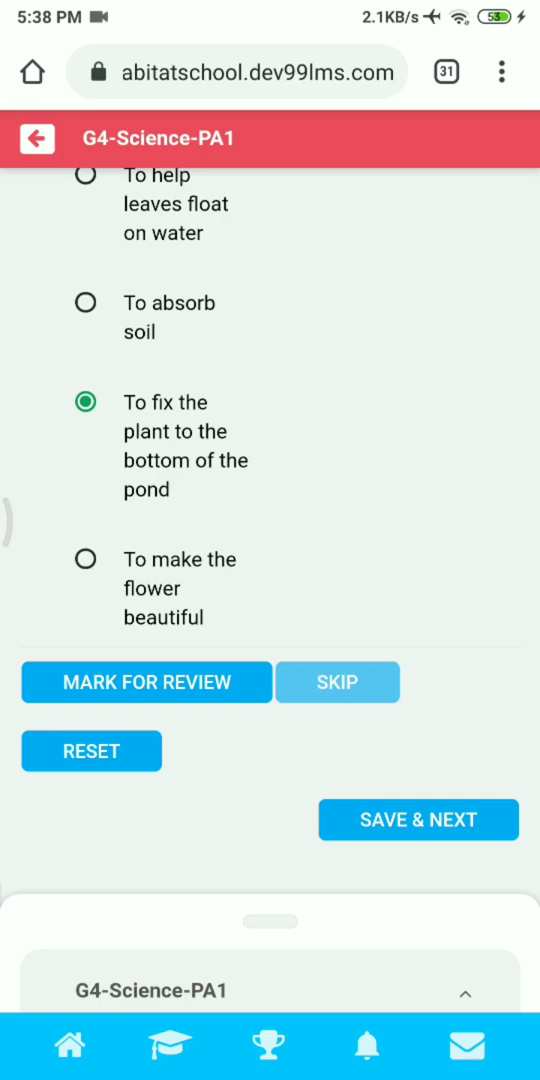 5:38 PM 2.1KB/s 53
abitatschool.dev99lms.com 31
G4-Science-PA1
To help
leaves float
on water
To absorb
soil
To fix the
plant to the
bottom of the
pond
To make the
flower
beautiful
MARK FOR REVIEW SKIP
RESET
SAVE & NEXT
G4-Science-PA1